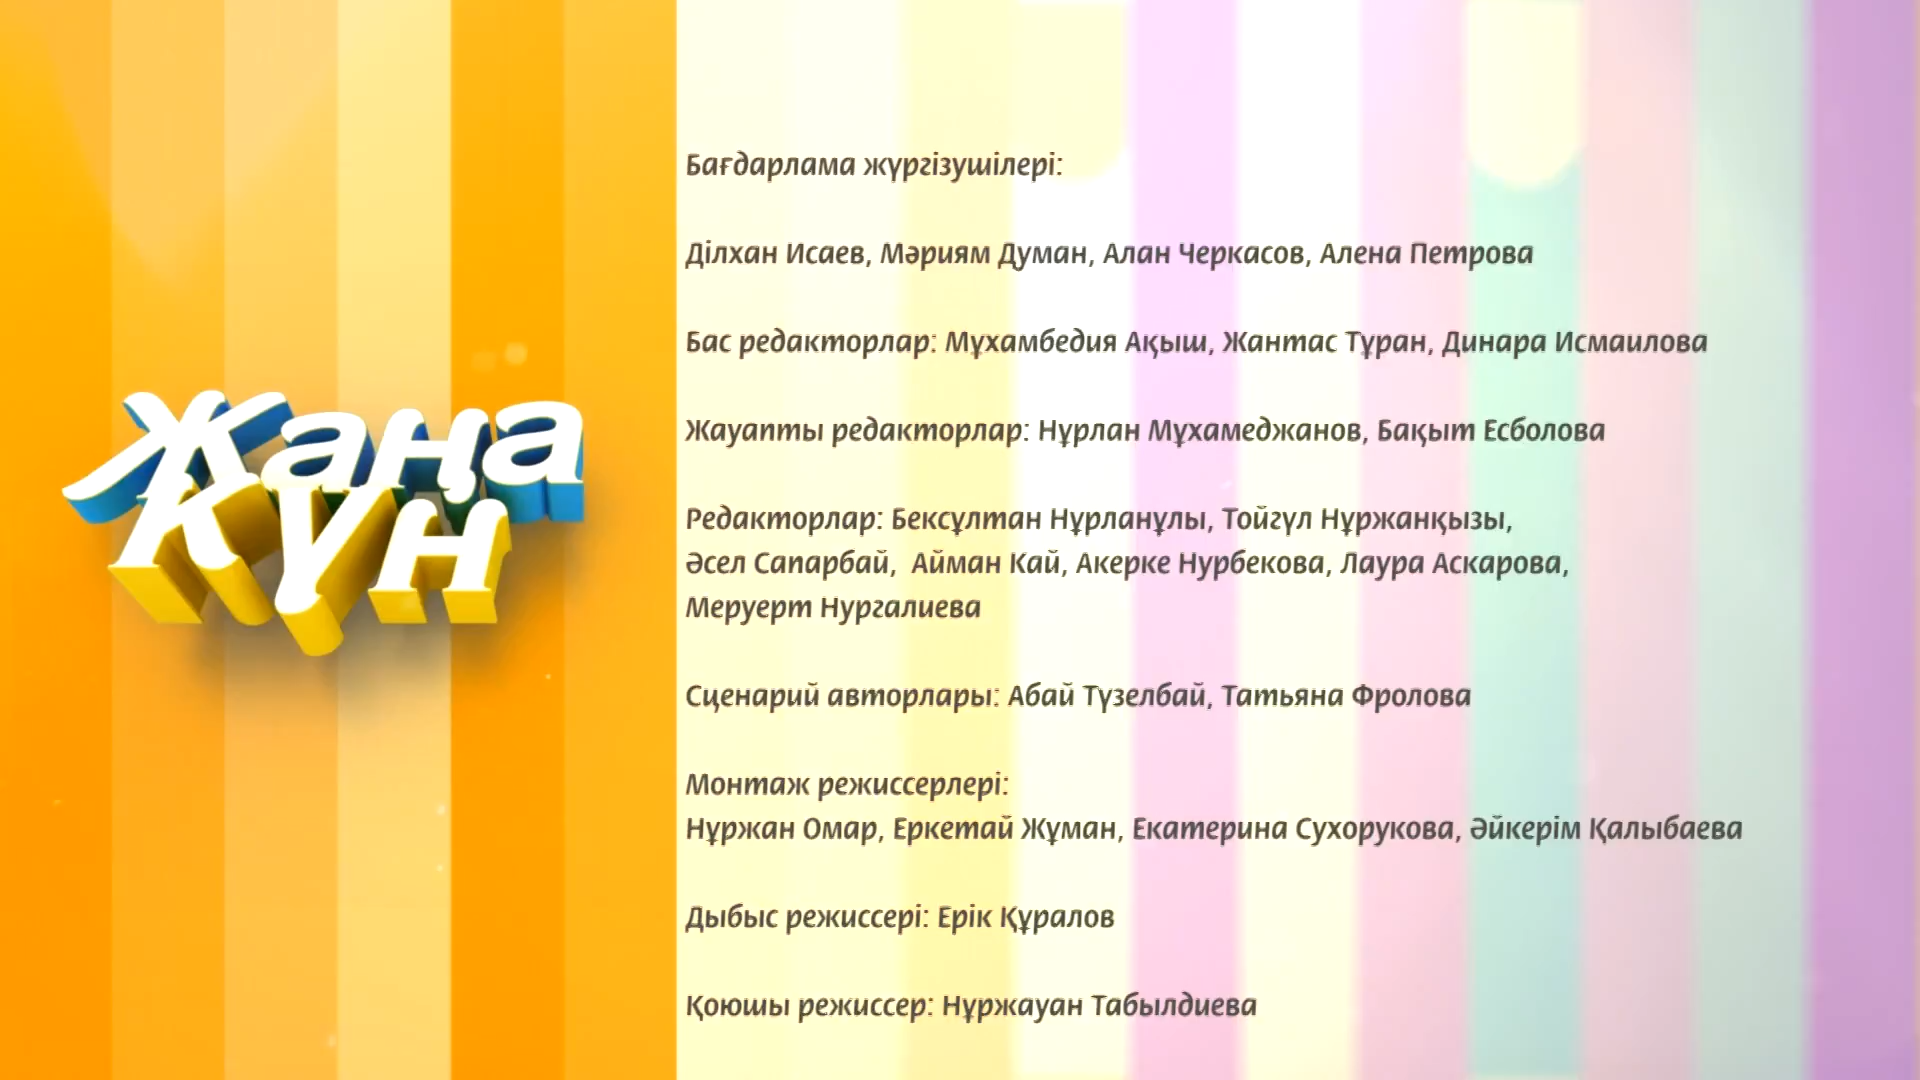 Жаңа
Күн
Бағдарлама жүргізушілері:
Ділхан Исаев, Мәриям Думан, Алан Черкасов, Алена Петрова
Бас редакторлар: Мұхамбедия Ақыш, Жантас Тұран, Динара Исмаилова
Жауапты редакторлар: Нұрлан Мұхамеджанов, Бақыт Есболова
Редакторлар: Бексұлтан Нұрланұлы, Тойгүл Нұржанқызы,
Әсел Сапарбай, Айман Кай, Акерке Нурбекова, Лаура Аскарова,
Меруерт Нургалиева
Сценарий авторлары: Абай Түзелбай, Татьяна Фролова
Монтаж режиссерлері:
Нұржан Омар, Еркетай Жұман, Екатерина Сухорукова, Әйкерім Қалыбаева
Дыбыс режиссері: Ерік Құралов
Қоюшы режиссер: Нұржауан Табылдиева